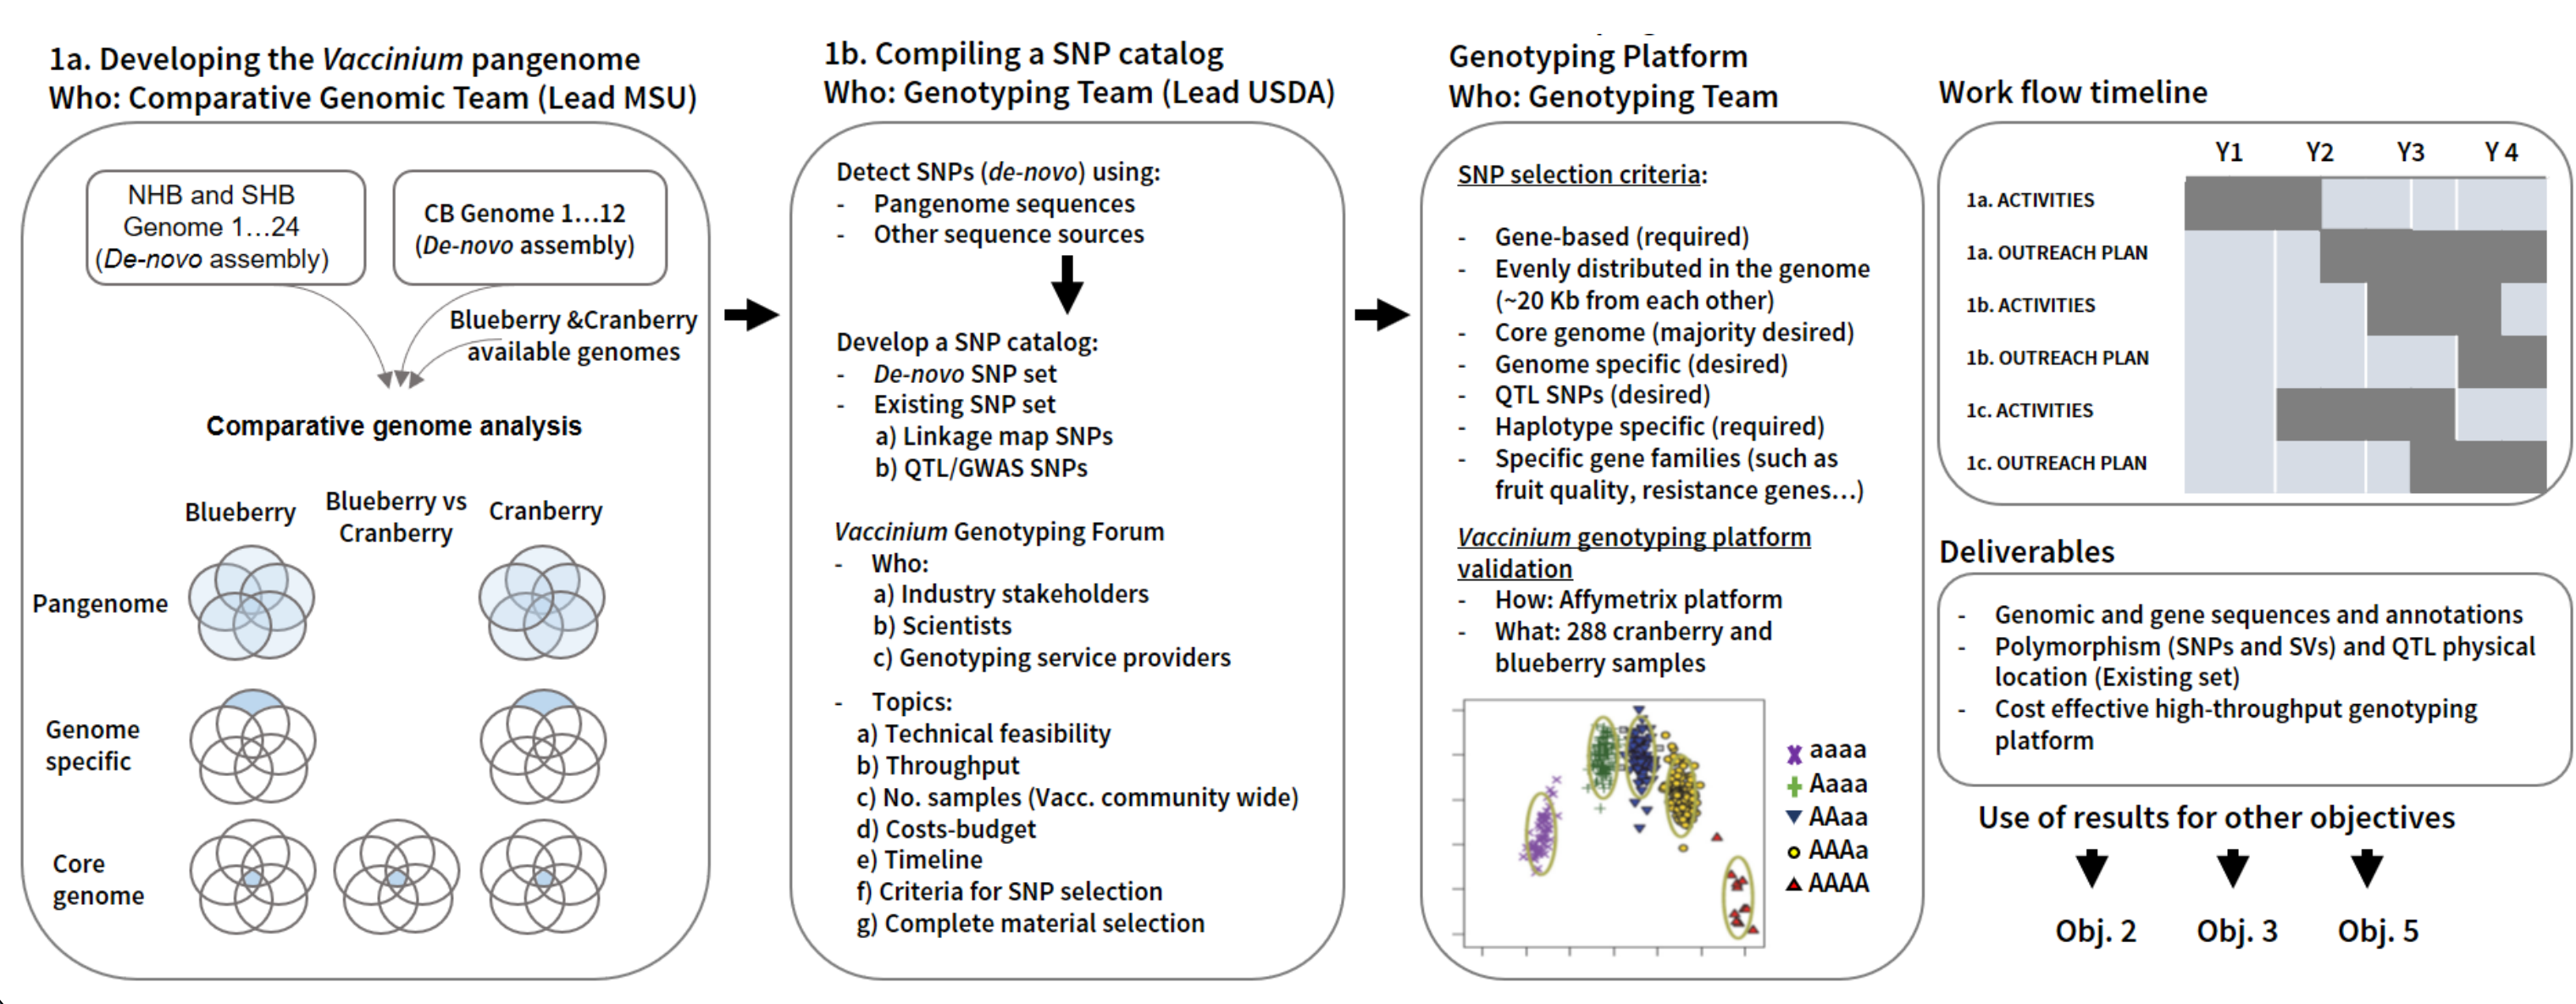 1a. Developing the Vaccinium pangenome
Who: Comparative Genomic Team (Lead MSU)
NHB and SHB
Genome 1...24
(De-novo assembly)
CB Genome 1...12
(De-novo assembly)
Blueberry &Cranberry
available genomes
Comparative genome analysis
Blueberry
Blueberry vs
Cranberry
Cranberry
Pangenome
Genome
specific
Core
genome
1b. Compiling a SNP catalog
Who: Genotyping Team (Lead USDA)
Detect SNPs (de-novo) using:
- Pangenome sequences
- Other sequence sources
Develop a SNP catalog:
- De-novo SNP set
- Existing SNP set
a) Linkage map SNPs
b) QTL/GWAS SNPs
Vaccinium Genotyping Forum
- Who:
a) Industry stakeholders
b) Scientists
c) Genotyping service providers
- Topics:
a) Technical feasibility
b) Throughput
c) No. samples (Vacc. community wide)
d) Costs-budget
e) Timeline
f) Criteria for SNP selection
g) Complete material selection
Genotyping Platform
Who: Genotyping Team
SNP selection criteria:
- Gene-based (required)
- Evenly distributed in the genome
(~20 Kb from each other)
- Core genome (majority desired)
- Genome specific (desired)
- QTL SNPs (desired)
- Haplotype specific (required)
- Specific gene families (such as
fruit quality, resistance genes...)
Vaccinium genotyping platform
validation
- How: Affymetrix platform
- What: 288 cranberry and
blueberry samples
aaaa
Aaaa
AAaa
AAAa
AAAA
Work flow timeline
Y1 Y2 Y3 Y 4
1a. ACTIVITIES
1a. OUTREACH PLAN
1b. ACTIVITIES
1b. OUTREACH PLAN
1c. ACTIVITIES
1c. OUTREACH PLAN
Deliverables
- Genomic and gene sequences and annotations
- Polymorphism (SNPs and SVs) and QTL physical
location (Existing set)
- Cost effective high-throughput genotyping
platform
Use of results for other objectives
Obj. 2 Obj. 3 Obj. 5